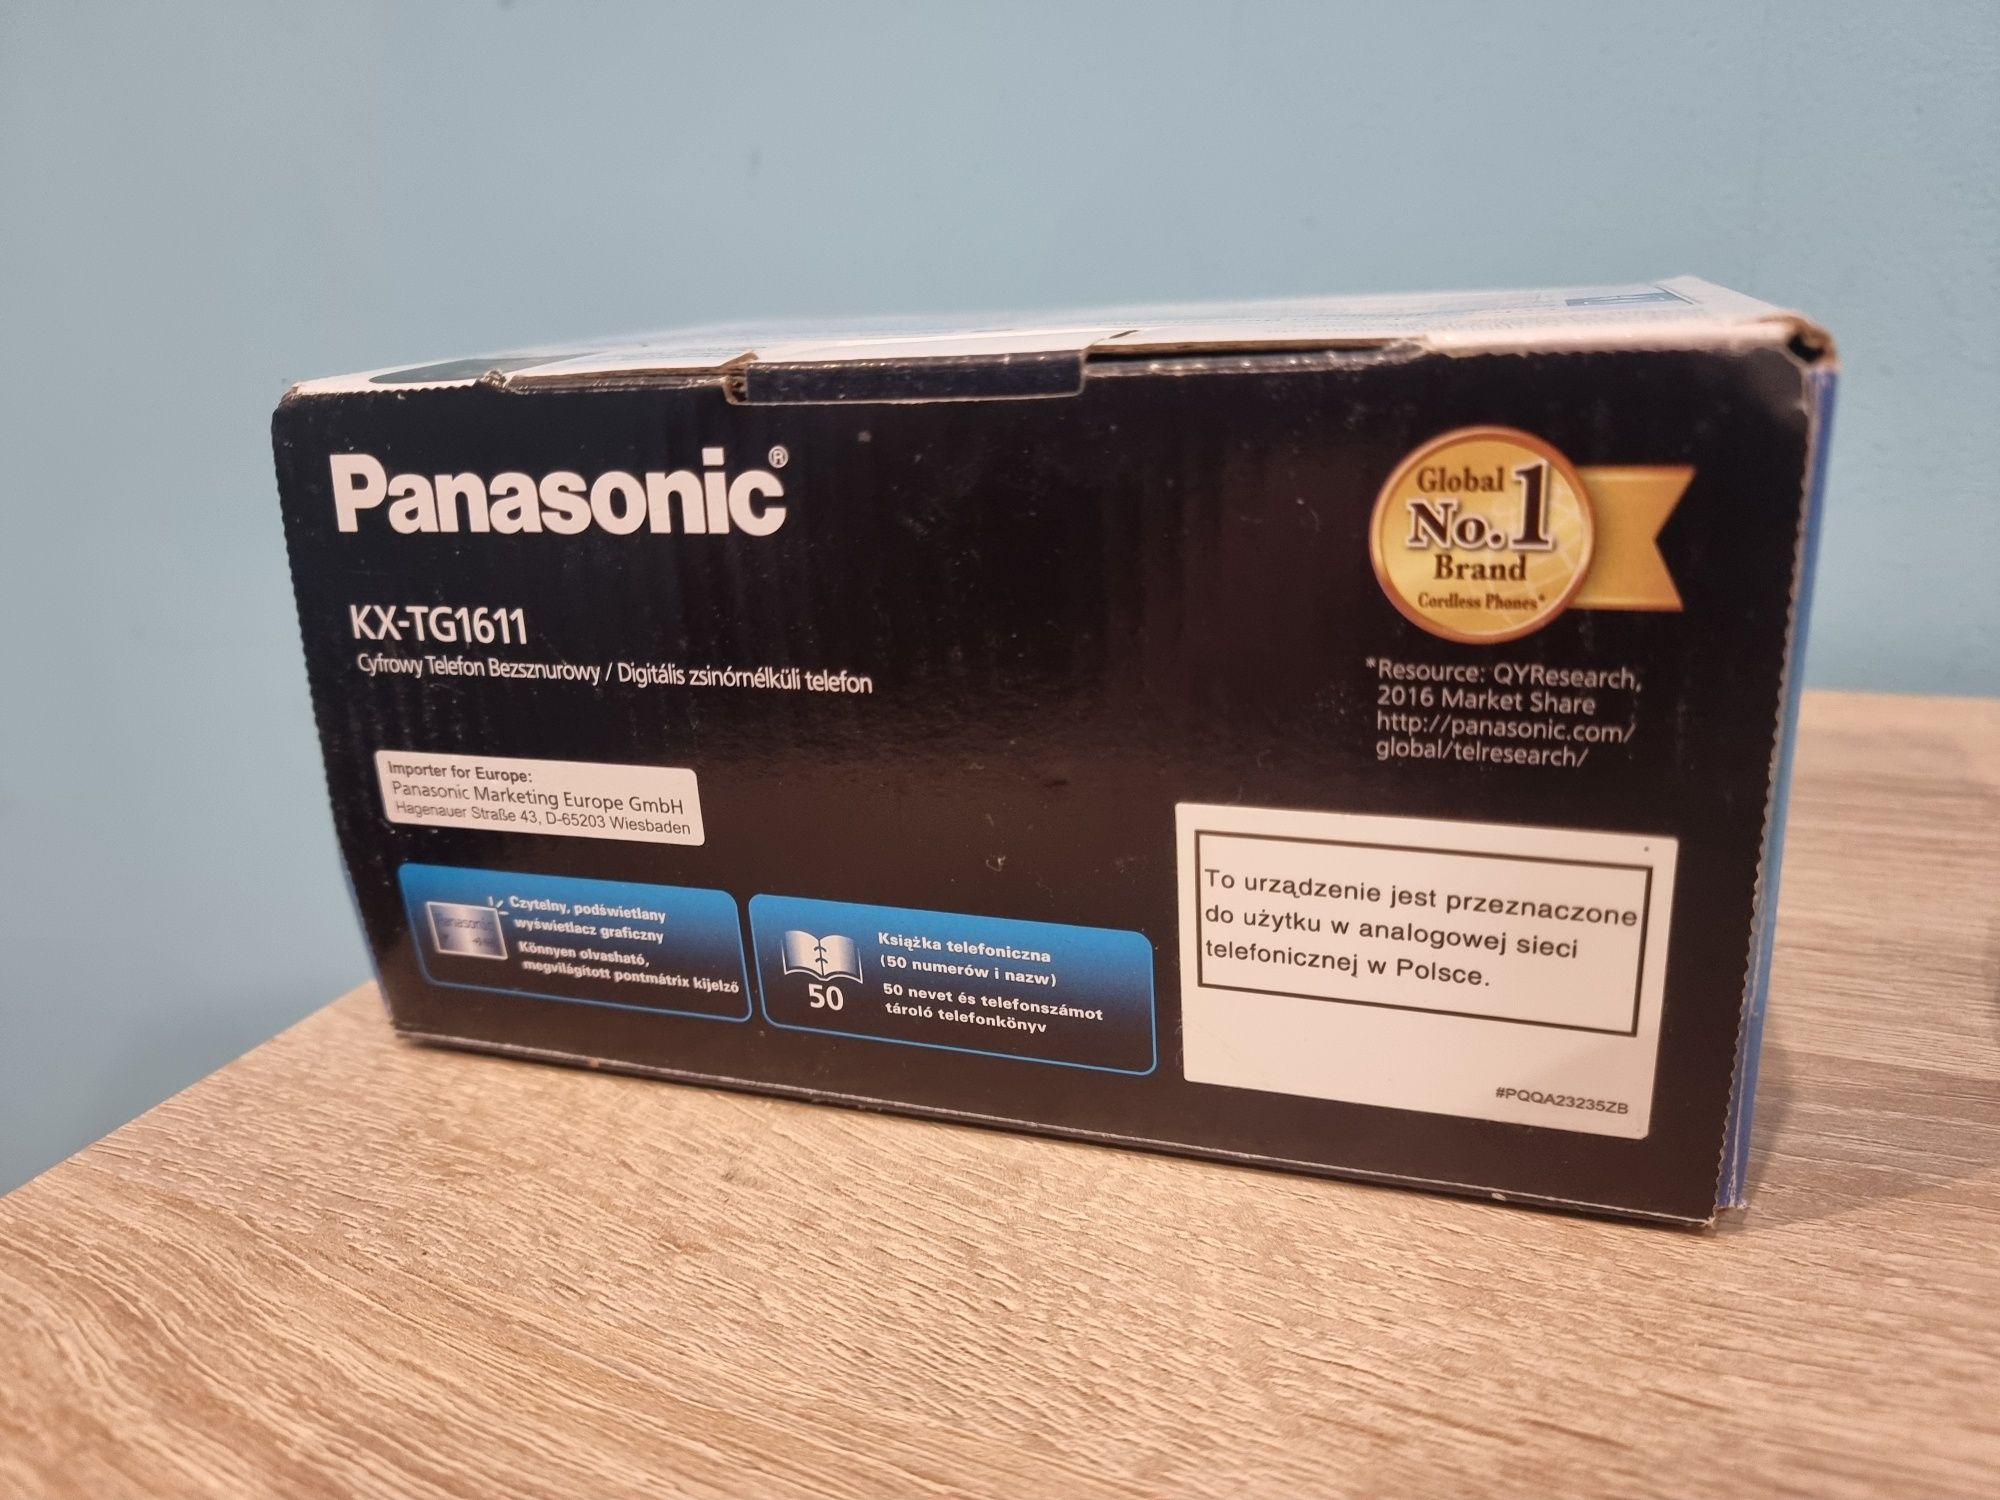 Panasonic®
KX-TG1611
Cyfrowy Telefon Bezsznurowy / Digitális zsinórnélküli telefon
Importer for Europe:
Panasonic Marketing Europe GmbH
Hagenauer Straße 43, D-65203 Wiesbaden
Panasonic
Czytelny, podświetlany
wyświetlacz graficzny
Könnyen olvasható,
megvilágított pontmátrix kijelző
50
Książka telefoniczna
(50 numerów i nazw)
50 nevet és telefonszámot
tároló telefonkönyv
Global
No.1
Brand
Cordless Phones*
*Resource: QYResearch,
2016 Market Share
http://panasonic.com/
global/telresearch/
To urządzenie jest przeznaczone
do użytku w analogowej sieci
telefonicznej w Polsce.
#PQQA23235ZB